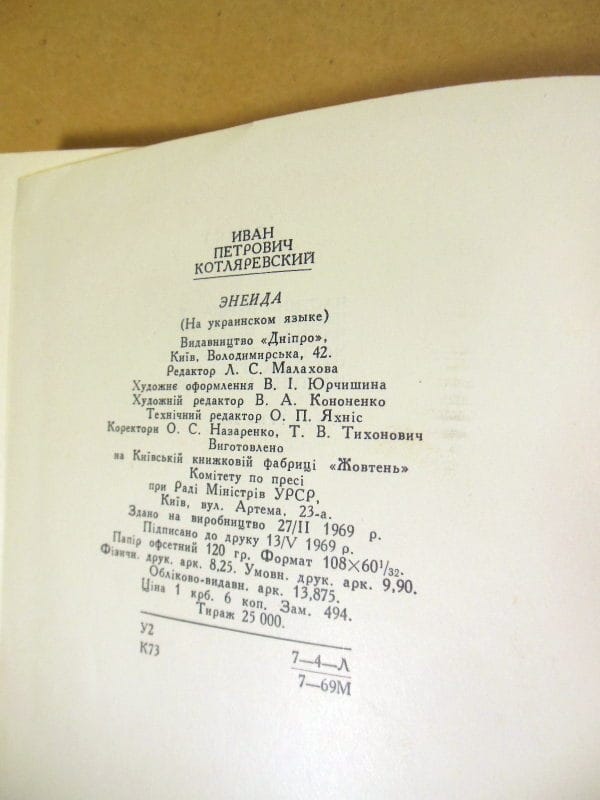 ИВАН
ПЕТРОВИЧ
КОТЛЯРЕВСКИЙ
ЭНЕИДА
(На украинском языке)
Видавництво «Дніпро»,
Київ, Володимирська, 42.
Редактор Л. С. Малахова
Художнє оформлення В. І. Юрчишина
Художній редактор В. А. Кононенко
Технічний редактор О. П. Яхніс
Коректори О. С. Назаренко, Т. В. Тихонович
Виготовлено
на Київській книжковій фабриці «Жовтень»
Комітету по пресі
при Раді Міністрів УРСР,
Київ, вул. Артема, 23-а.
Здано на виробництво 27/II 1969 р.
Підписано до друку 13/V 1969 р.
Папір офсетний 120 гр. Формат 108×60 1/32.
Фізичн. друк. арк. 8,25. Умовн. друк. арк. 9,90.
Обліково-видавн. арк. 13,875.
Ціна 1 крб. 6 коп. Зам. 494.
Тираж 25 000.
У2
К73
7—4—Л
7—69М